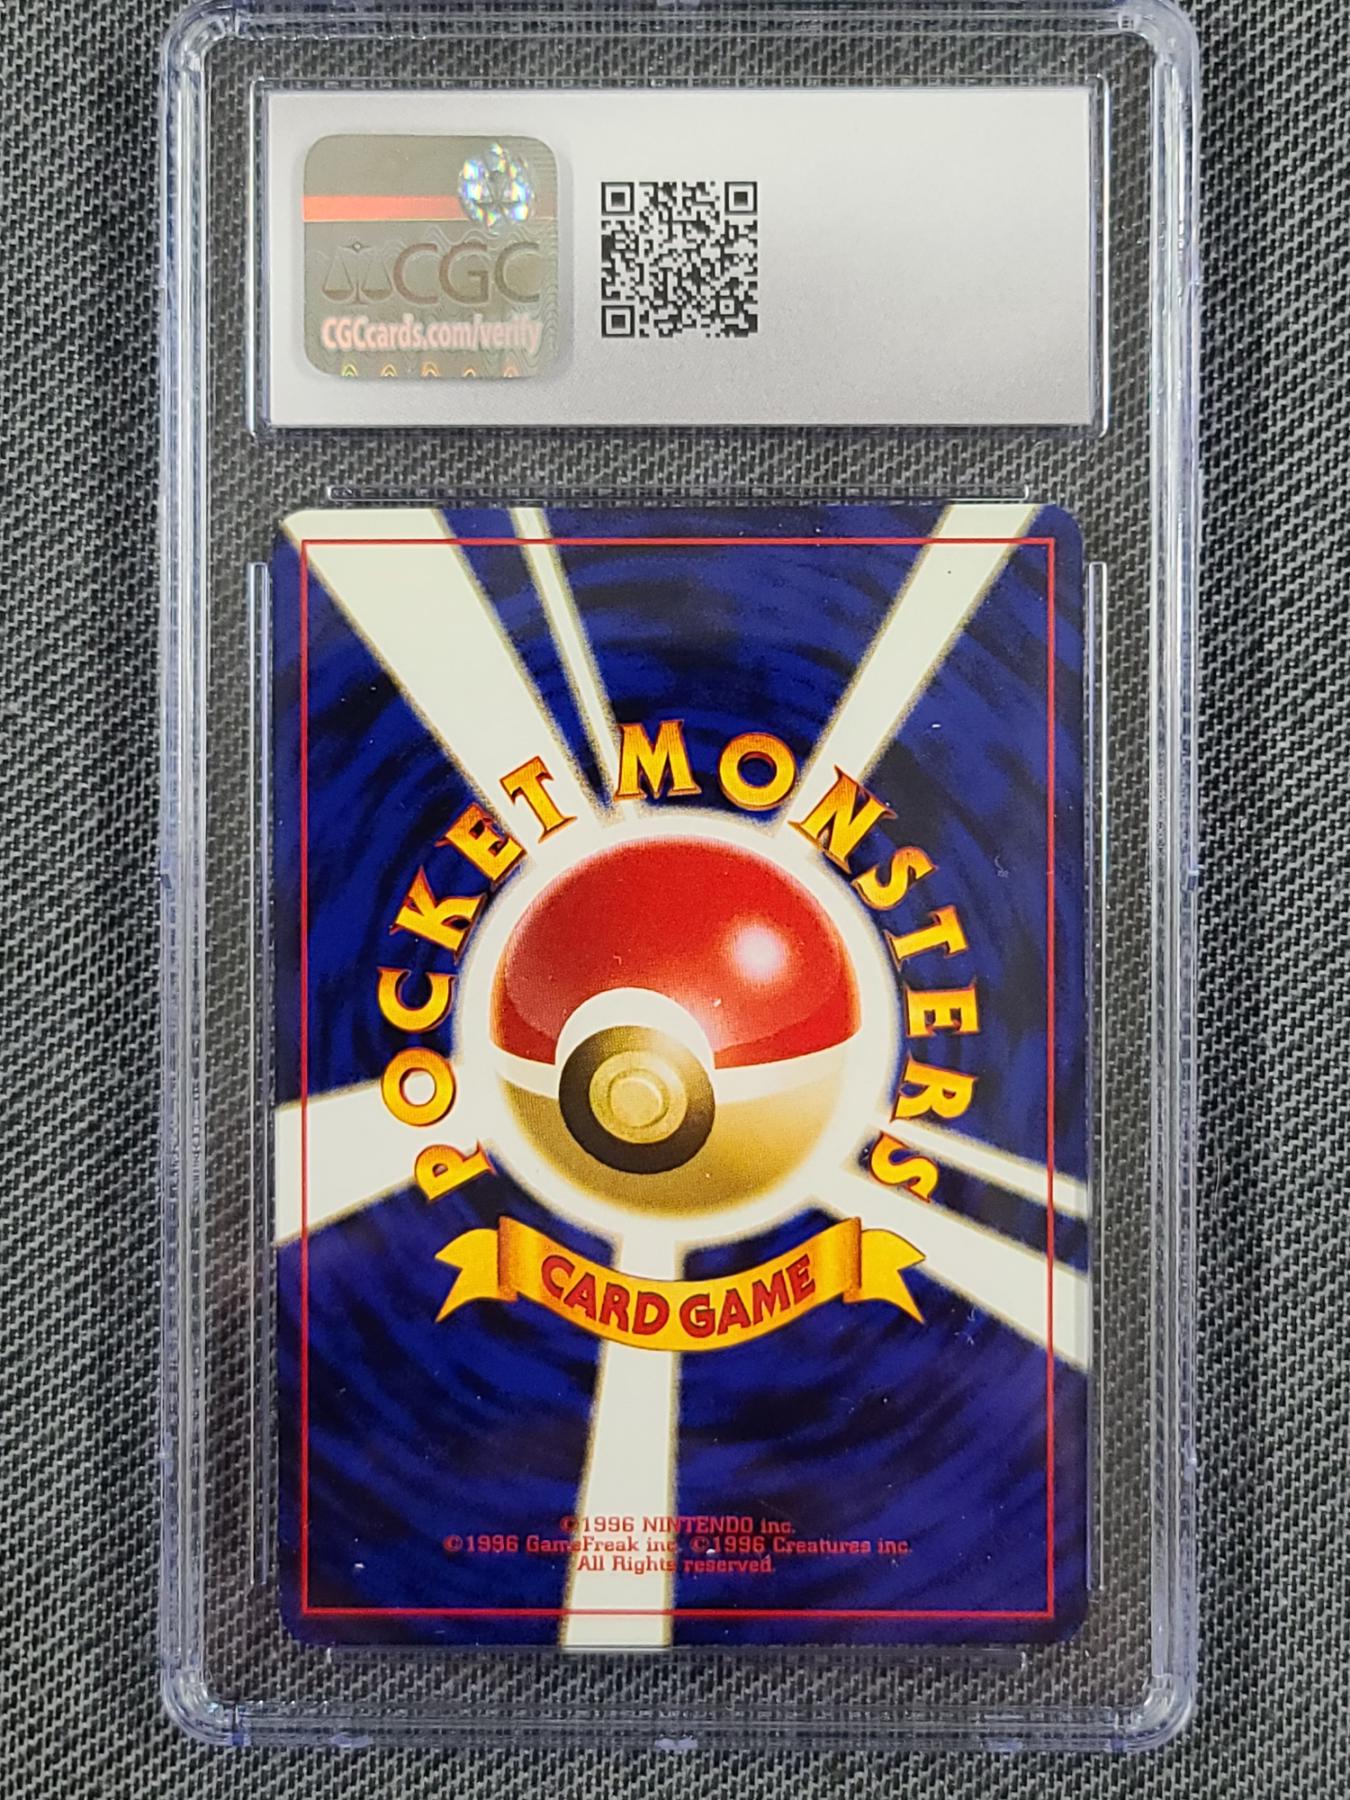 CGC
CGCcards.com/verify
POCKET MONSTERS
CARD GAME
©1996 NINTENDO inc.
©1996 GameFreak inc. ©1996 Creatures inc.
All Rights reserved.